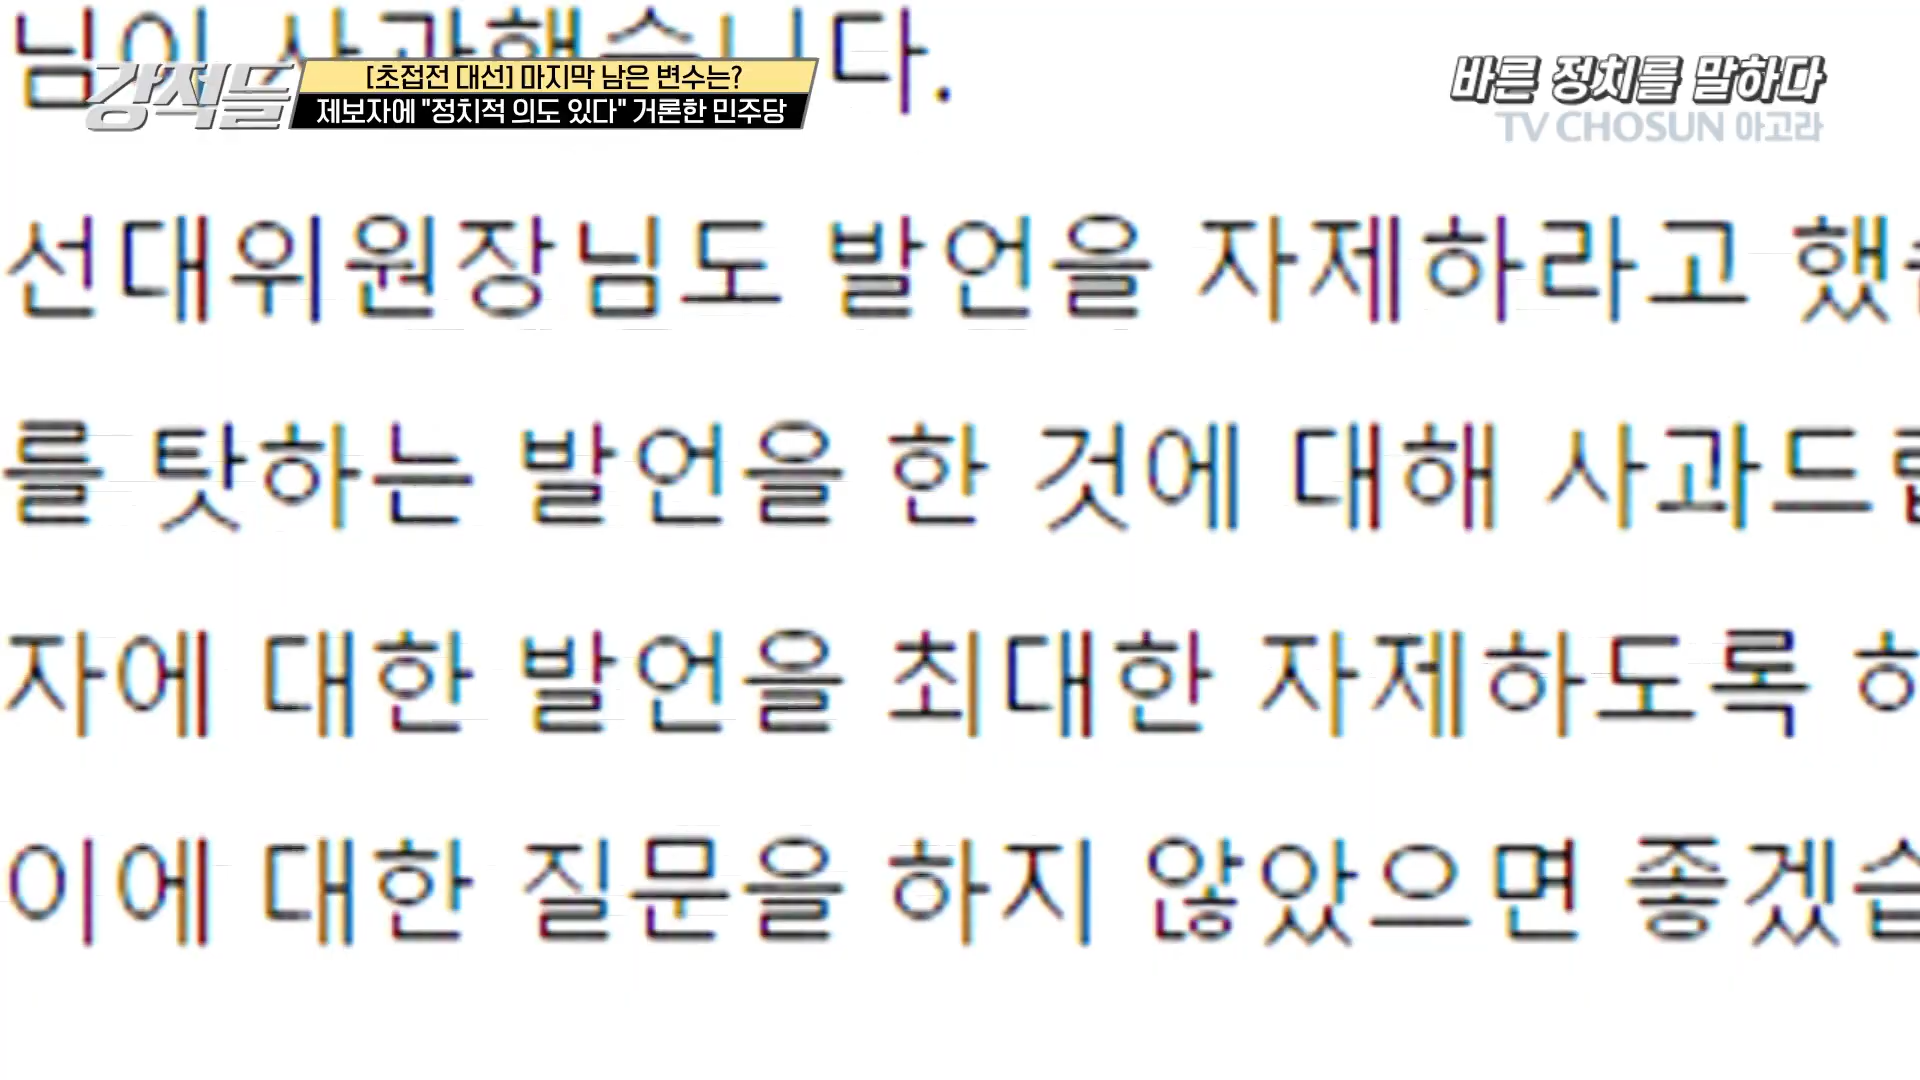 님이 사과했습니다.
강적들
[초접전 대선] 마지막 남은 변수는?
제보자에 "정치적 의도 있다" 거론한 민주당
바른 정치를 말하다
TV CHOSUN 아고라
선대위원장님도 발언을 자제하라고
를 탓하는 발언을 한 것에 대해
자에 대한 발언을 최대한 자제하도록
이에 대한 질문을 하지 않았으면